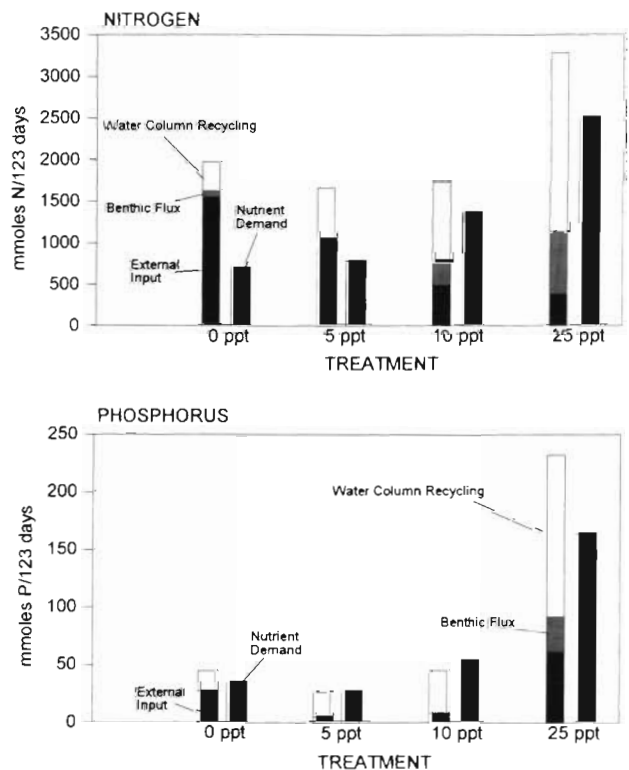 NITROGEN
3500
3000
2500
2000
1500
1000
500
0
mmoles N/123 days
Water Column Recycling
Benthic Flux
Nutrient
Demand
External
Input
0 ppt
5 ppt
10 ppt
25 ppt
TREATMENT
PHOSPHORUS
250
200
150
100
50
0
mmoles P/123 days
Water Column Recycling
Benthic Flux
Nutrient
Demand
External
Input
0 ppt
5 ppt
10 ppt
25 ppt
TREATMENT